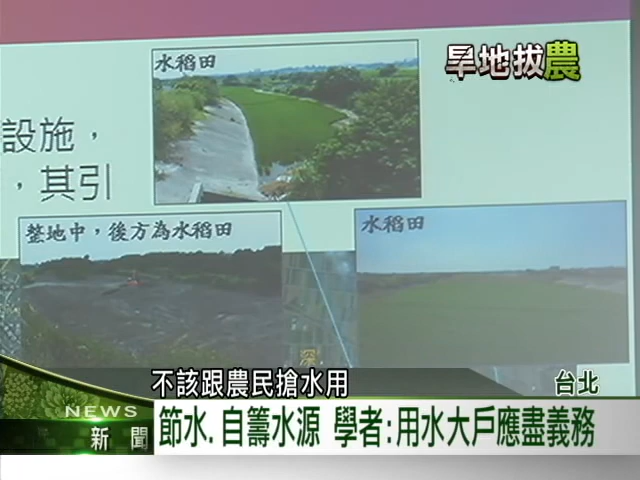 水稻田
旱地拔農
設施，
，其引
整地中，後方為水稻田
水稻田
深
不該跟農民搶水用
台北
NEWS
新聞
節水.自籌水源 學者:用水大戶應盡義務